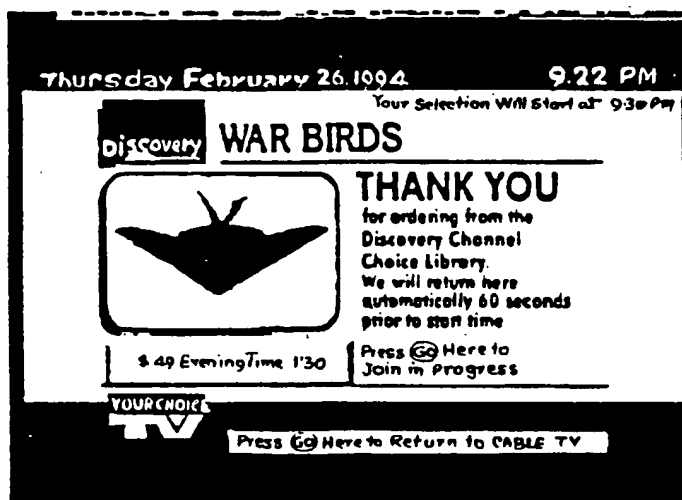 Thursday February 26.1994 9.22 PM
Your Selection Will Start at 9:30 PM
Discovery WAR BIRDS
THANK YOU
for ordering from the
Discovery Channel
Choice Library.
We will return here
automatically 60 seconds
prior to start time
$ .49 Evening Time 1'30
Press Go Here to
Join in Progress
YOUR CHOICE
TV
Press Go Here to Return to CABLE TV